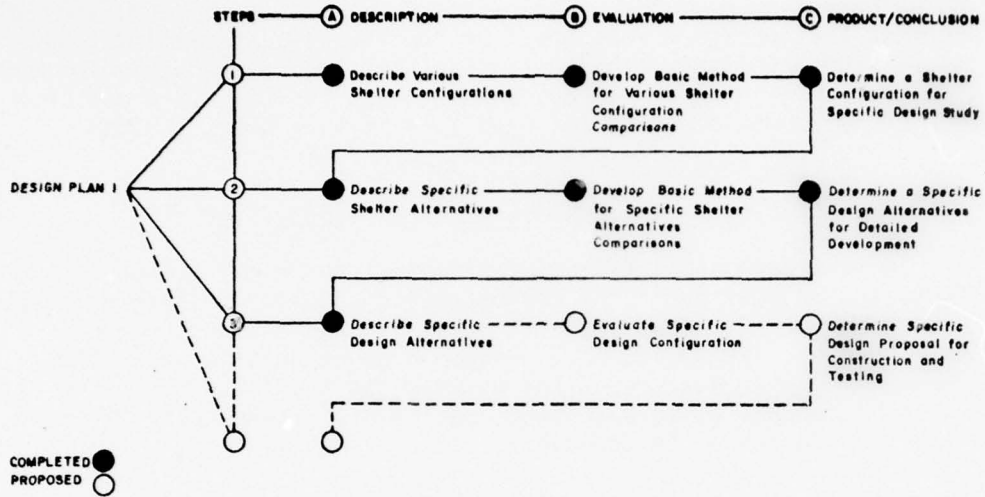 STEPS
A DESCRIPTION
B EVALUATION
C PRODUCT/CONCLUSION
1
Describe Various
Shelter Configurations
Develop Basic Method
for Various Shelter
Configuration
Comparisons
Determine a Shelter
Configuration for
Specific Design Study
DESIGN PLAN 1
2
Describe Specific
Shelter Alternatives
Develop Basic Method
for Specific Shelter
Alternatives
Comparisons
Determine a Specific
Design Alternatives
for Detailed
Development
3
Describe Specific
Design Alternatives
Evaluate Specific
Design Configuration
Determine Specific
Design Proposal for
Construction and
Testing
COMPLETED
PROPOSED